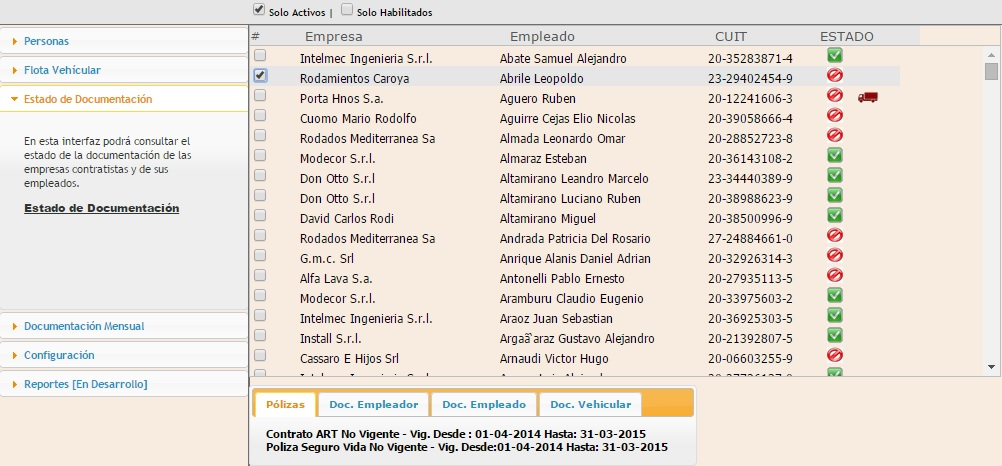 Solo Activos | Solo Habilitados
Personas
Flota Vehícular
Estado de Documentación
En esta interfaz podrá consultar el
estado de la documentación de las
empresas contratistas y de sus
empleados.
Estado de Documentación
Documentación Mensual
Configuración
Reportes [En Desarrollo]
# Empresa Empleado CUIT ESTADO
Intelmec Ingenieria S.r.l. Abate Samuel Alejandro 20-35283871-4
Rodamientos Caroya Abrile Leopoldo 23-29402454-9
Porta Hnos S.a. Aguero Ruben 20-12241606-3
Cuomo Mario Rodolfo Aguirre Cejas Elio Nicolas 20-39058666-4
Rodados Mediterranea Sa Almada Leonardo Omar 20-28852723-8
Modecor S.r.l. Almaraz Esteban 20-36143108-2
Don Otto S.r.l Altamirano Leandro Marcelo 23-34440389-9
Don Otto S.r.l Altamirano Luciano Ruben 20-38988623-9
David Carlos Rodi Altamirano Miguel 20-38500996-9
Rodados Mediterranea Sa Andrada Patricia Del Rosario 27-24884661-0
G.m.c. Srl Anrique Alanis Daniel Adrian 20-32926314-3
Alfa Lava S.a. Antonelli Pablo Ernesto 20-27935113-5
Modecor S.r.l. Aramburu Claudio Eugenio 20-33975603-2
Intelmec Ingenieria S.r.l. Araoz Juan Sebastian 20-36925303-5
Install S.r.l. Argaã`araz Gustavo Alejandro 20-21392807-5
Cassaro E Hijos Srl Arnaudi Victor Hugo 20-06603255-9
Intelmec Ingenieria S.r.l.
Pólizas Doc. Empleador Doc. Empleado Doc. Vehicular
Contrato ART No Vigente - Vig. Desde : 01-04-2014 Hasta: 31-03-2015
Poliza Seguro Vida No Vigente - Vig. Desde:01-04-2014 Hasta: 31-03-2015